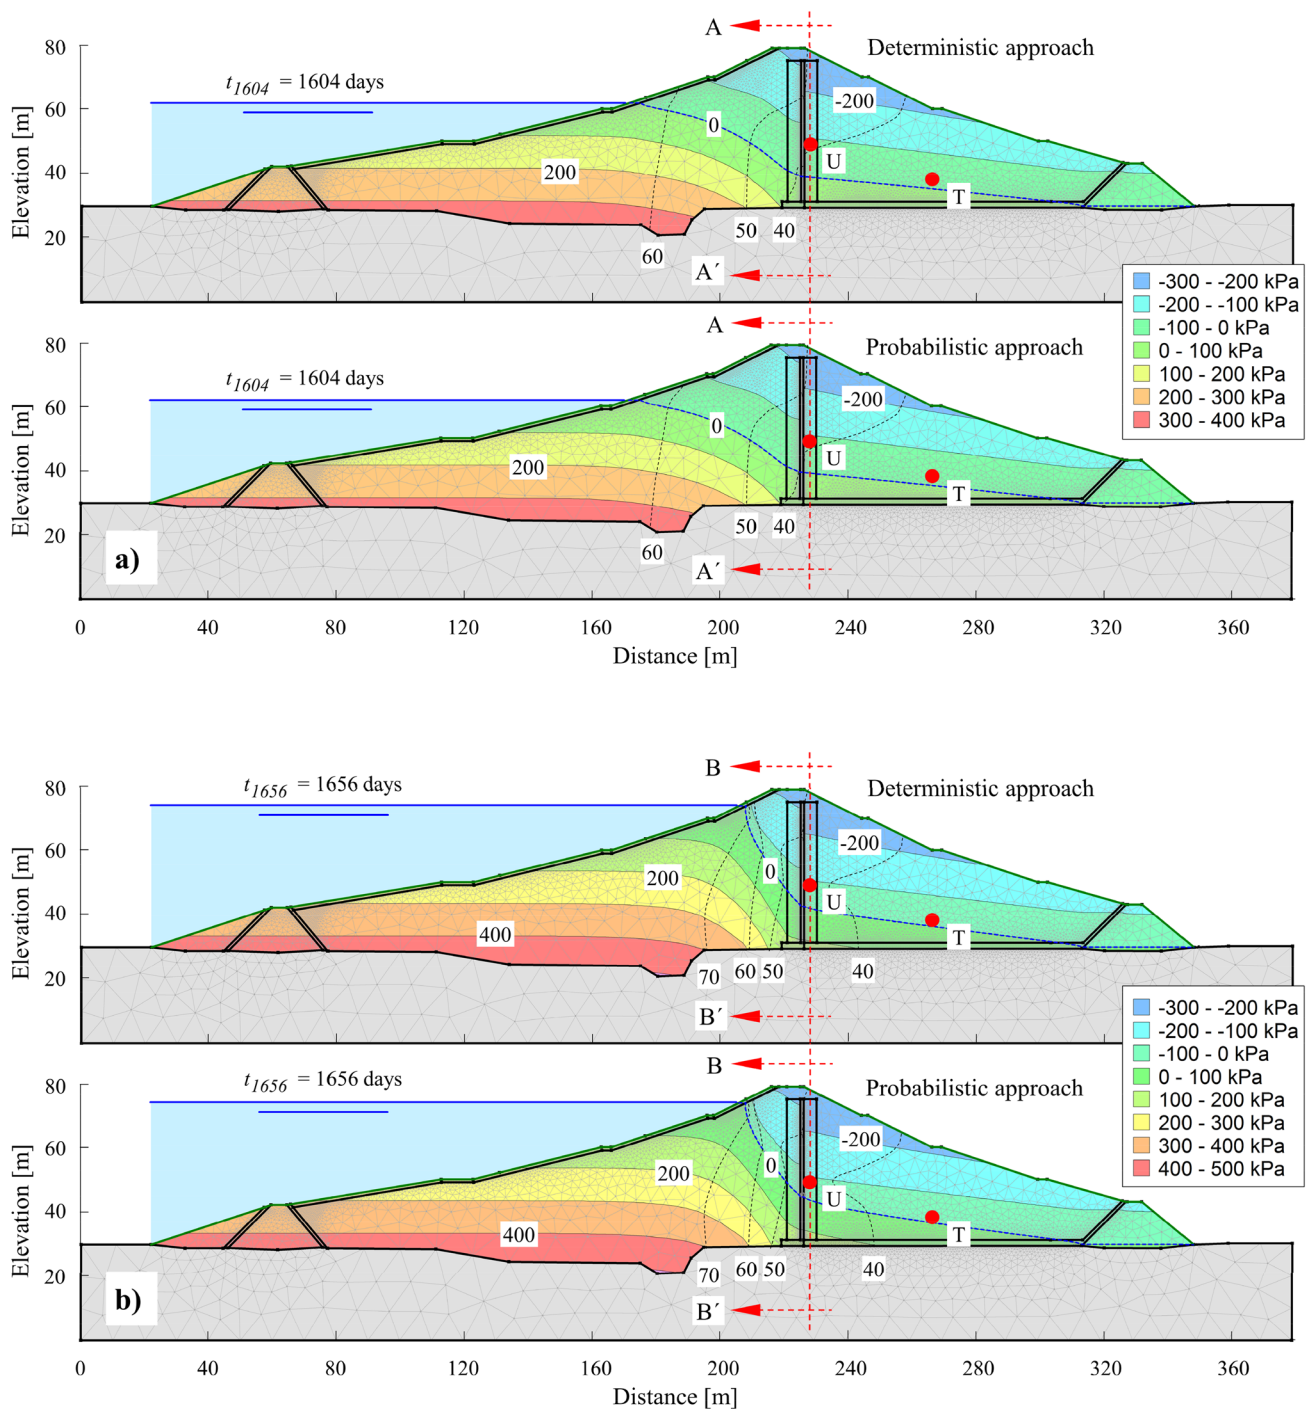 A
Deterministic approach
t1604 = 1604 days
Elevation [m]
80
60
40
20
-200
0
200
U
T
50
40
60
A´
-300 - -200 kPa
-200 - -100 kPa
-100 - 0 kPa
0 - 100 kPa
100 - 200 kPa
200 - 300 kPa
300 - 400 kPa
A
Probabilistic approach
t1604 = 1604 days
Elevation [m]
80
60
40
20
-200
0
200
U
T
50
40
60
A´
a)
0
40
80
120
160
200
240
280
320
360
Distance [m]
B
Deterministic approach
t1656 = 1656 days
Elevation [m]
80
60
40
20
-200
0
200
400
U
T
70
60
50
40
B´
-300 - -200 kPa
-200 - -100 kPa
-100 - 0 kPa
0 - 100 kPa
100 - 200 kPa
200 - 300 kPa
300 - 400 kPa
400 - 500 kPa
B
Probabilistic approach
t1656 = 1656 days
Elevation [m]
80
60
40
20
-200
0
200
400
U
T
70
60
50
40
B´
b)
0
40
80
120
160
200
240
280
320
360
Distance [m]